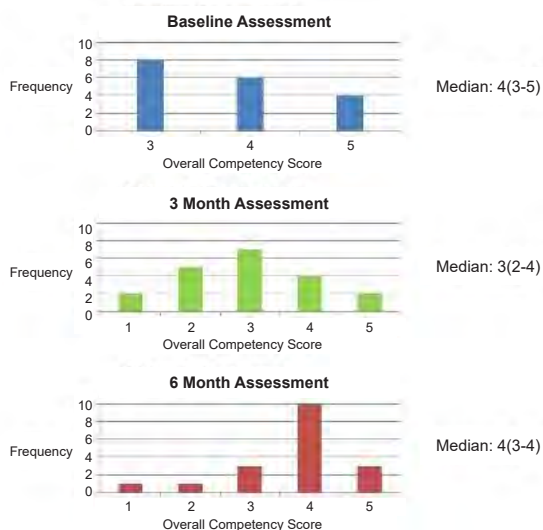 Baseline Assessment
10
8
6
4
2
0
Frequency
3 4 5
Overall Competency Score
Median: 4(3-5)
3 Month Assessment
10
8
6
4
2
0
Frequency
1 2 3 4 5
Overall Competency Score
Median: 3(2-4)
6 Month Assessment
10
8
6
4
2
0
Frequency
1 2 3 4 5
Overall Competency Score
Median: 4(3-4)